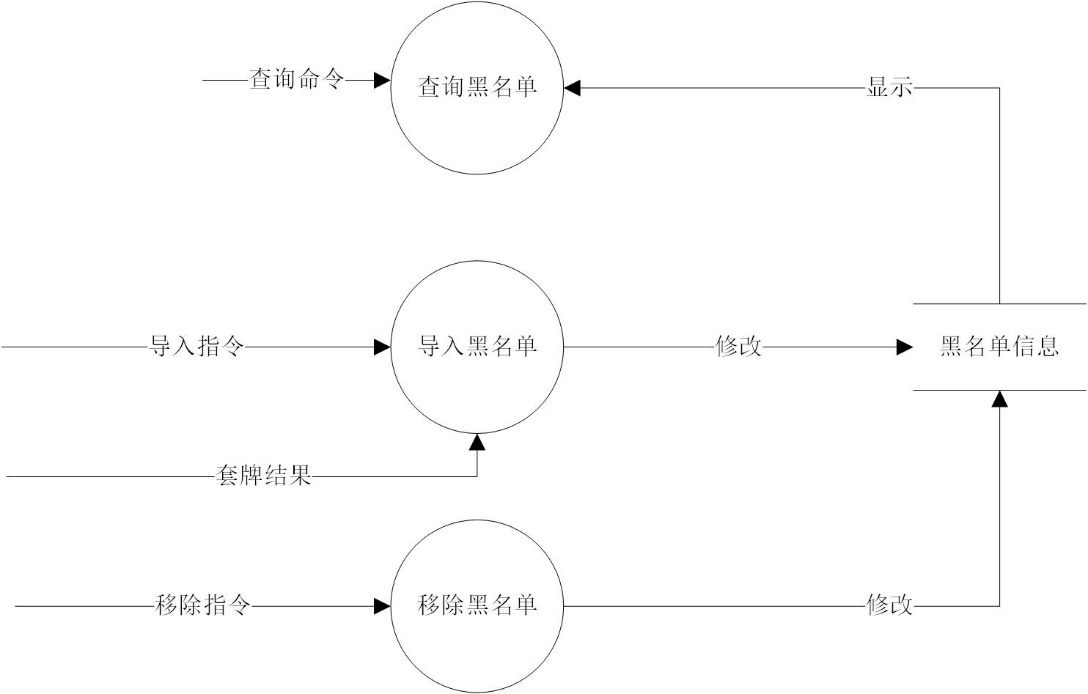 查询命令
查询黑名单
显示
导入指令
导入黑名单
修改
黑名单信息
套牌结果
移除指令
移除黑名单
修改